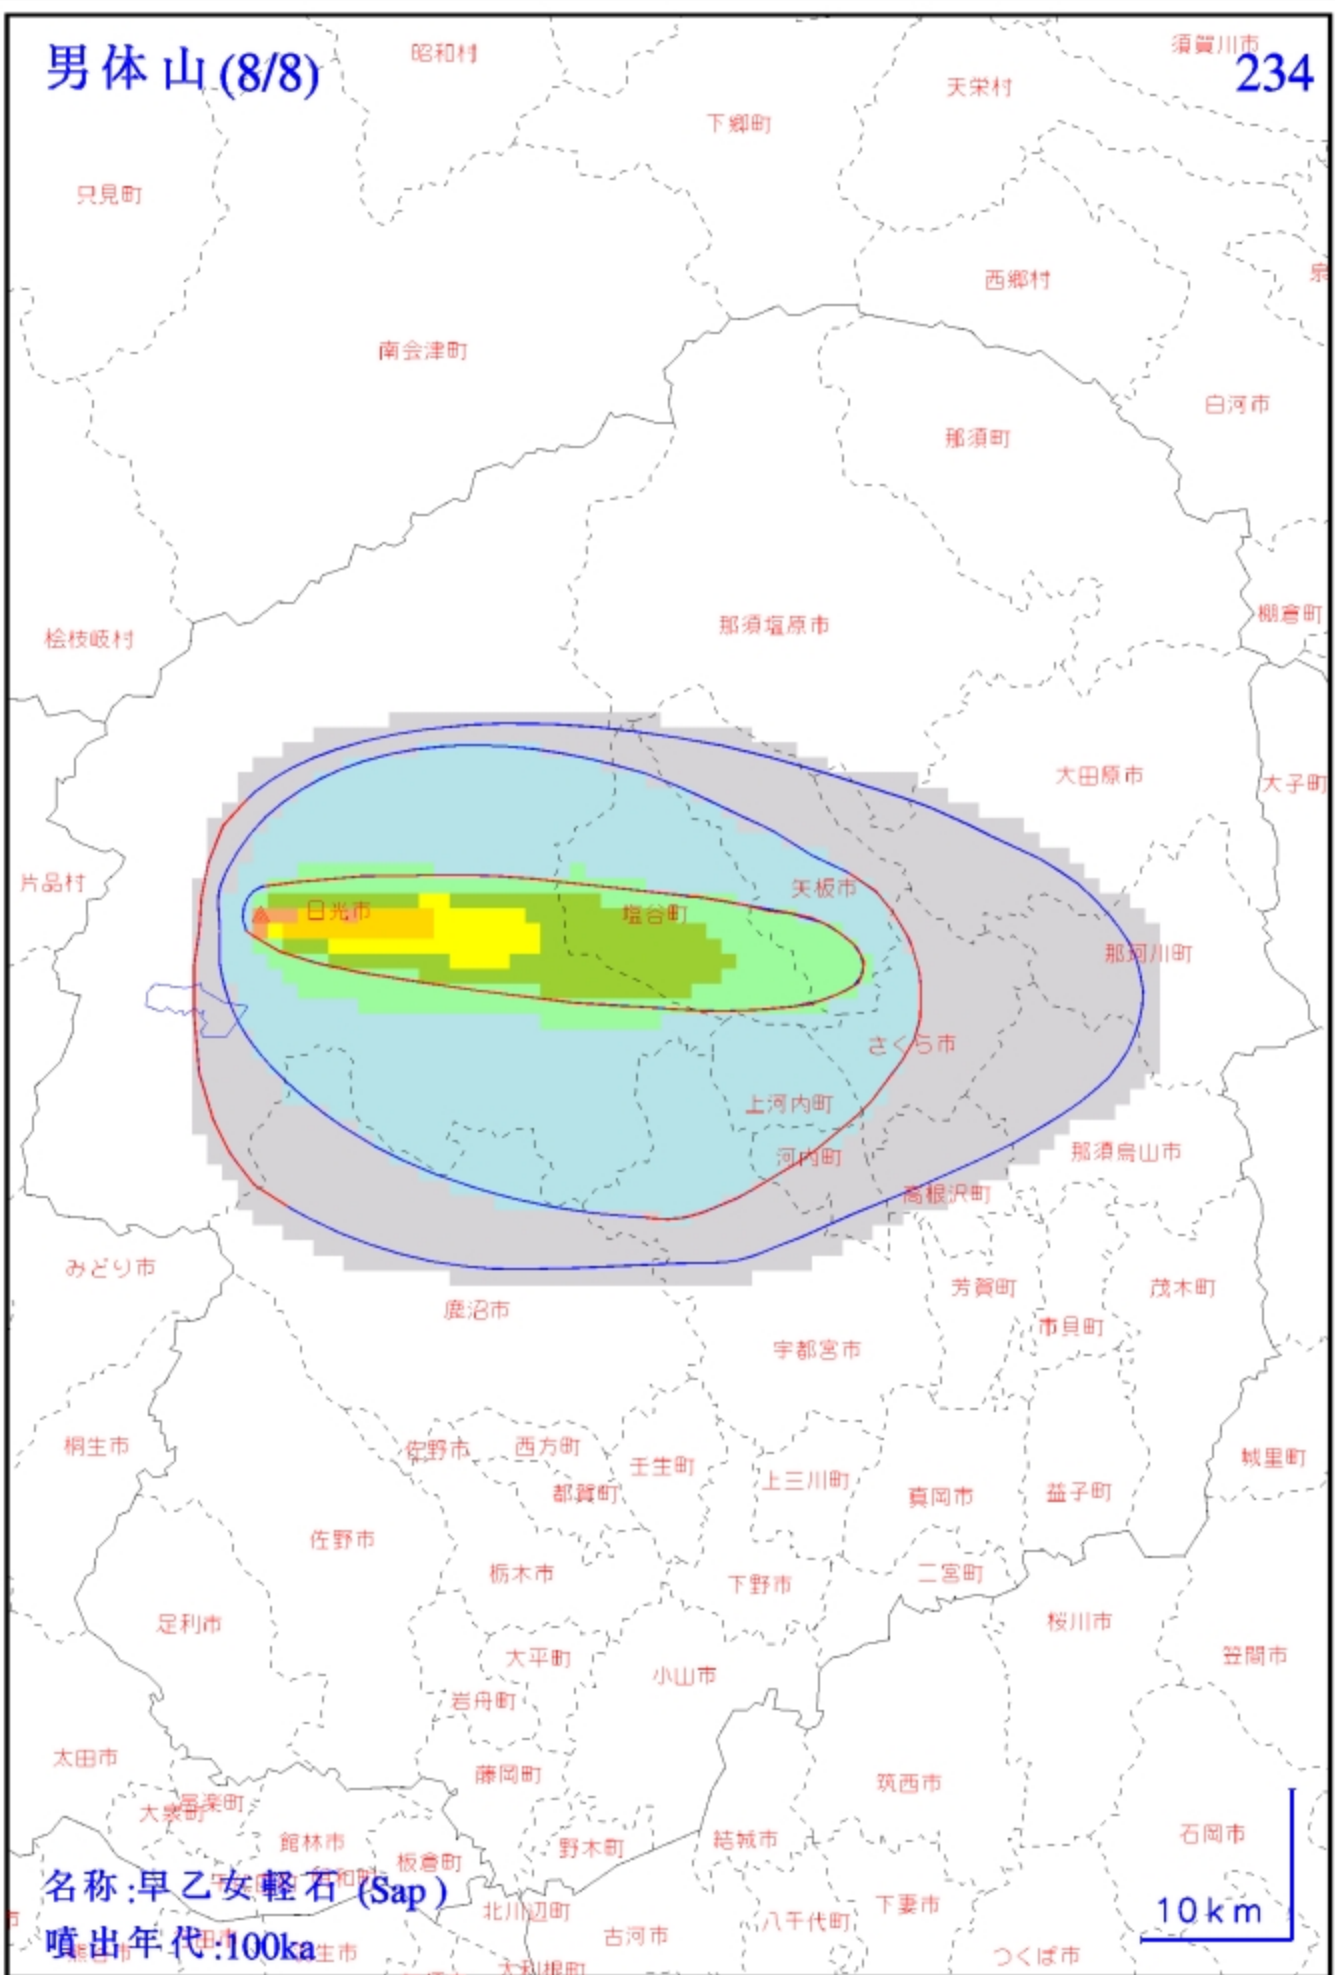 男体山(8/8)
234
昭和村
須賀川市
天栄村
下郷町
只見町
西郷村
泉
南会津町
白河市
那須町
棚倉町
那須塩原市
桧枝岐村
大田原市
大子町
片品村
矢板市
日光市
塩谷町
那珂川町
さくら市
上河内町
那須烏山市
河内町
高根沢町
みどり市
芳賀町
茂木町
鹿沼市
市貝町
宇都宮市
桐生市
佐野市
西方町
城里町
壬生町
上三川町
都賀町
真岡市
益子町
佐野市
栃木市
二宮町
下野市
足利市
桜川市
大平町
笠間市
小山市
岩舟町
太田市
藤岡町
筑西市
邑楽町
大泉町
石岡市
館林市
結城市
野木町
板倉町
名称:早乙女軽石 (Sap)
下妻市
北川辺町
八千代町
10km
市
古河市
噴出年代:100ka
つくば市
大利根町